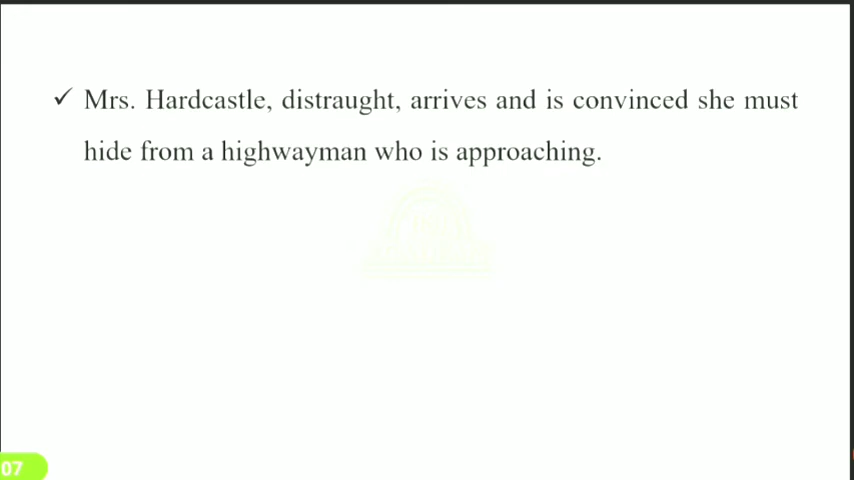 ✓ Mrs. Hardcastle, distraught, arrives and is convinced she must
hide from a highwayman who is approaching.
07